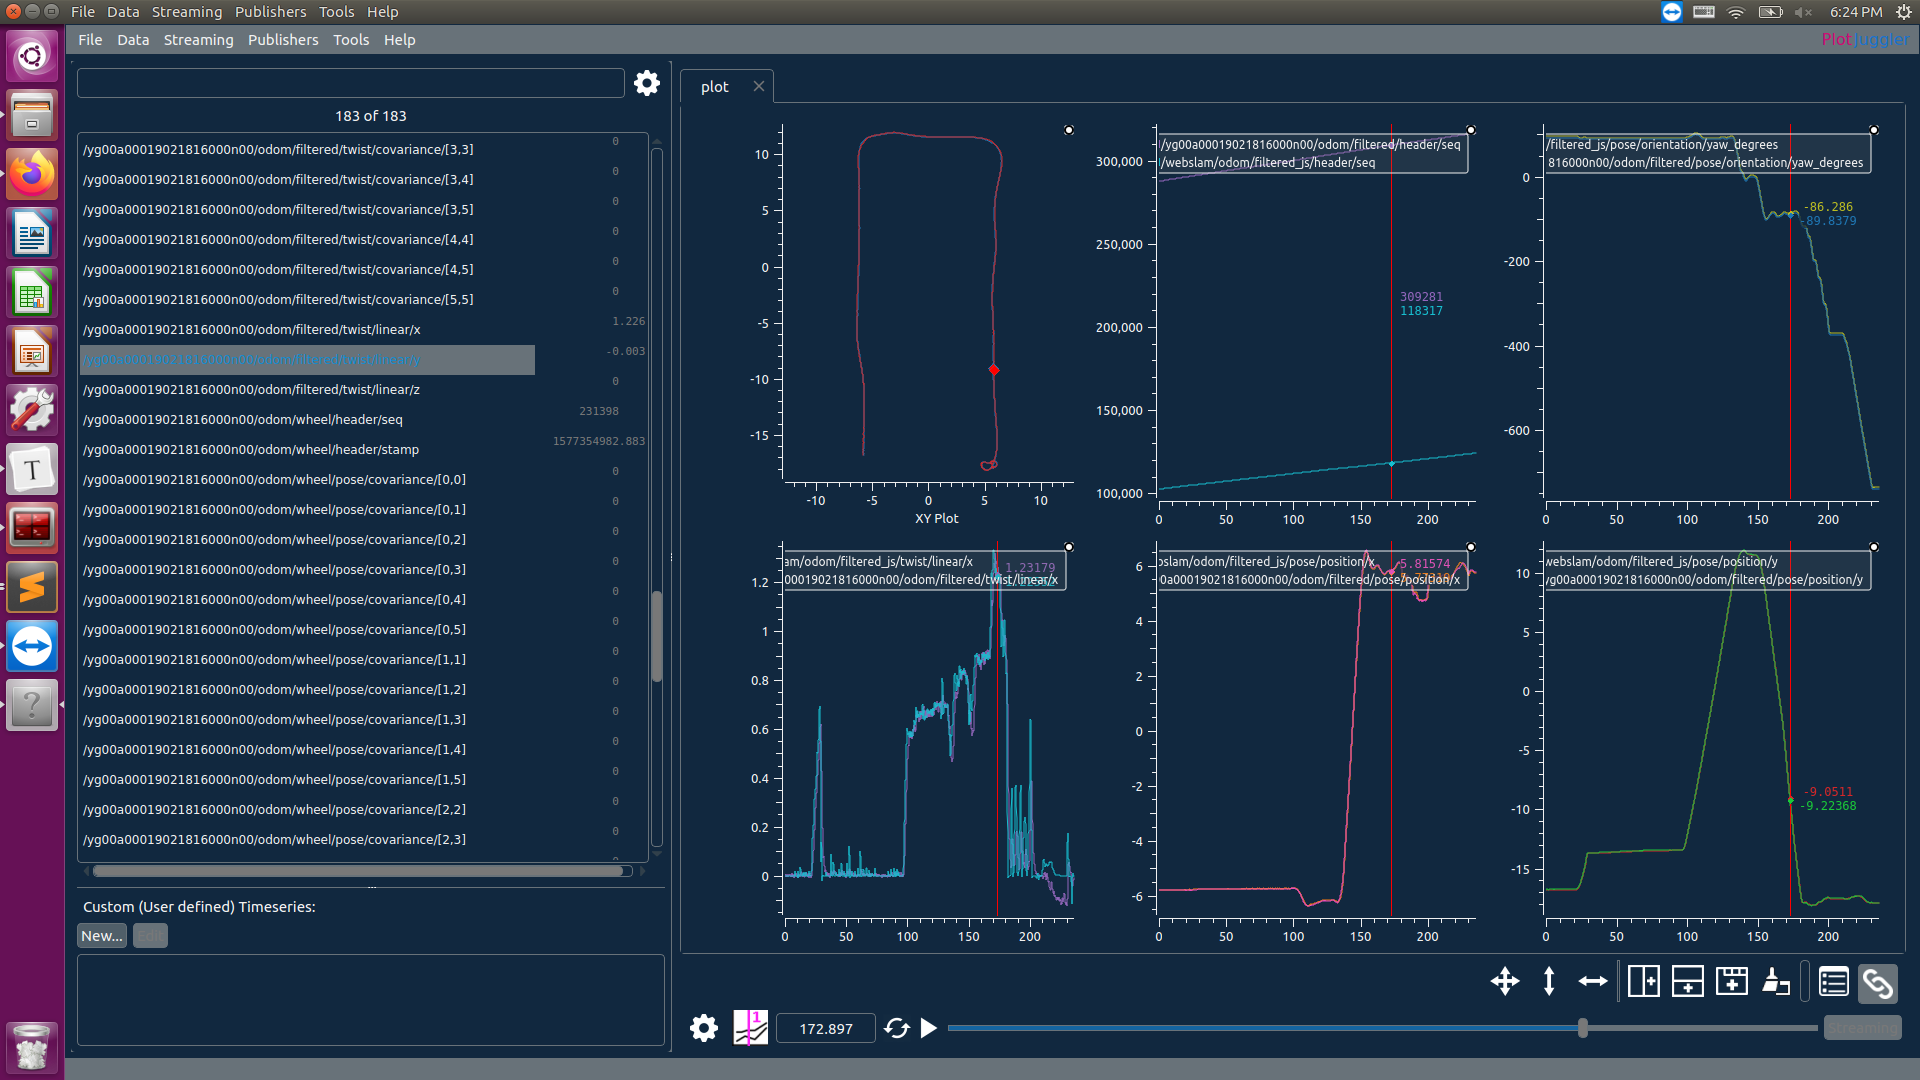 File Data Streaming Publishers Tools Help 6:24 PM
File Data Streaming Publishers Tools Help PlotJuggler
183 of 183
/yg00a00019021816000n00/odom/filtered/twist/covariance/[3,3] 0
/yg00a00019021816000n00/odom/filtered/twist/covariance/[3,4] 0
/yg00a00019021816000n00/odom/filtered/twist/covariance/[3,5] 0
/yg00a00019021816000n00/odom/filtered/twist/covariance/[4,4] 0
/yg00a00019021816000n00/odom/filtered/twist/covariance/[4,5] 0
/yg00a00019021816000n00/odom/filtered/twist/covariance/[5,5] 0
/yg00a00019021816000n00/odom/filtered/twist/linear/x 1.226
/yg00a00019021816000n00/odom/filtered/twist/linear/y -0.003
/yg00a00019021816000n00/odom/filtered/twist/linear/z 0
/yg00a00019021816000n00/odom/wheel/header/seq 231398
/yg00a00019021816000n00/odom/wheel/header/stamp 1577354982.883
/yg00a00019021816000n00/odom/wheel/pose/covariance/[0,0] 0
/yg00a00019021816000n00/odom/wheel/pose/covariance/[0,1] 0
/yg00a00019021816000n00/odom/wheel/pose/covariance/[0,2] 0
/yg00a00019021816000n00/odom/wheel/pose/covariance/[0,3] 0
/yg00a00019021816000n00/odom/wheel/pose/covariance/[0,4] 0
/yg00a00019021816000n00/odom/wheel/pose/covariance/[0,5] 0
/yg00a00019021816000n00/odom/wheel/pose/covariance/[1,1] 0
/yg00a00019021816000n00/odom/wheel/pose/covariance/[1,2] 0
/yg00a00019021816000n00/odom/wheel/pose/covariance/[1,3] 0
/yg00a00019021816000n00/odom/wheel/pose/covariance/[1,4] 0
/yg00a00019021816000n00/odom/wheel/pose/covariance/[1,5] 0
/yg00a00019021816000n00/odom/wheel/pose/covariance/[2,2] 0
/yg00a00019021816000n00/odom/wheel/pose/covariance/[2,3] 0
Custom (User defined) Timeseries:
New... Edit
plot
10
5
0
-5
-10
-15
-10 -5 0 5 10
XY Plot
/yg00a00019021816000n00/odom/filtered/header/seq
/webslam/odom/filtered_js/header/seq
300,000
250,000
200,000
150,000
100,000
309281
118317
0 50 100 150 200
/filtered_js/pose/orientation/yaw_degrees
816000n00/odom/filtered/pose/orientation/yaw_degrees
0
-200
-400
-600
-86.286
-89.8379
0 50 100 150 200
am/odom/filtered_js/twist/linear/x
00019021816000n00/odom/filtered/twist/linear/x
1.23179
1.2
1
0.8
0.6
0.4
0.2
0
0 50 100 150 200
oslam/odom/filtered_js/pose/position/x
0a00019021816000n00/odom/filtered/pose/position/x
5.81574
6
4
2
0
-2
-4
-6
0 50 100 150 200
webslam/odom/filtered_js/pose/position/y
/yg00a00019021816000n00/odom/filtered/pose/position/y
10
5
0
-5
-10
-15
-9.0511
-9.22368
0 50 100 150 200
1
172.897
Streaming
T
?